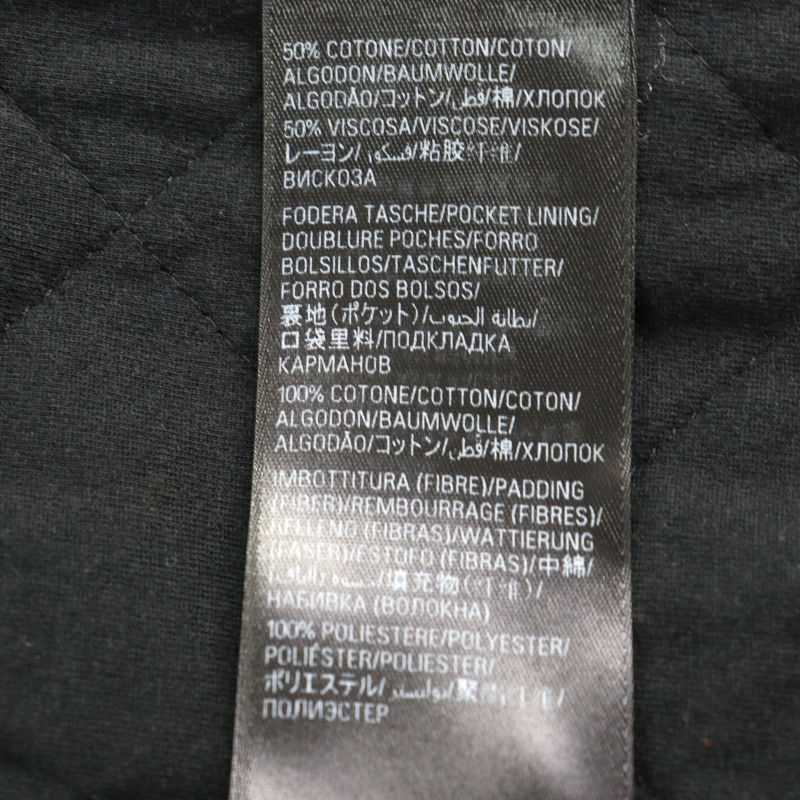 50% COTONE/COTTON/COTON/
ALGODON/BAUMWOLLE/
ALGODÃO/コットン/قطن/棉/ХЛОПОК
50% VISCOSA/VISCOSE/VISKOSE/
レーヨン/فسكوز/粘胶纤维/
ВИСКОЗА
FODERA TASCHE/POCKET LINING/
DOUBLURE POCHES/FORRO
BOLSILLOS/TASCHENFUTTER/
FORRO DOS BOLSOS/
裏地(ポケット)/بطانة الجيوب/
口袋里料/ПОДКЛАДКА
КАРМАНОВ
100% COTONE/COTTON/COTON/
ALGODON/BAUMWOLLE/
ALGODÃO/コットン/قطن/棉/ХЛОПОК
IMBOTTITURA (FIBRE)/PADDING
(FIBER)/REMBOURRAGE (FIBRES)/
RELLENO (FIBRAS)/WATTIERUNG
(FASER)/ESTOFO (FIBRAS)/中綿/
填充物(纤维)/
НАБИВКА (ВОЛОКНА)
100% POLIESTERE/POLYESTER/
POLIÉSTER/POLIESTER/
ポリエステル/بوليستر/聚酯纤维/
ПОЛИЭСТЕР